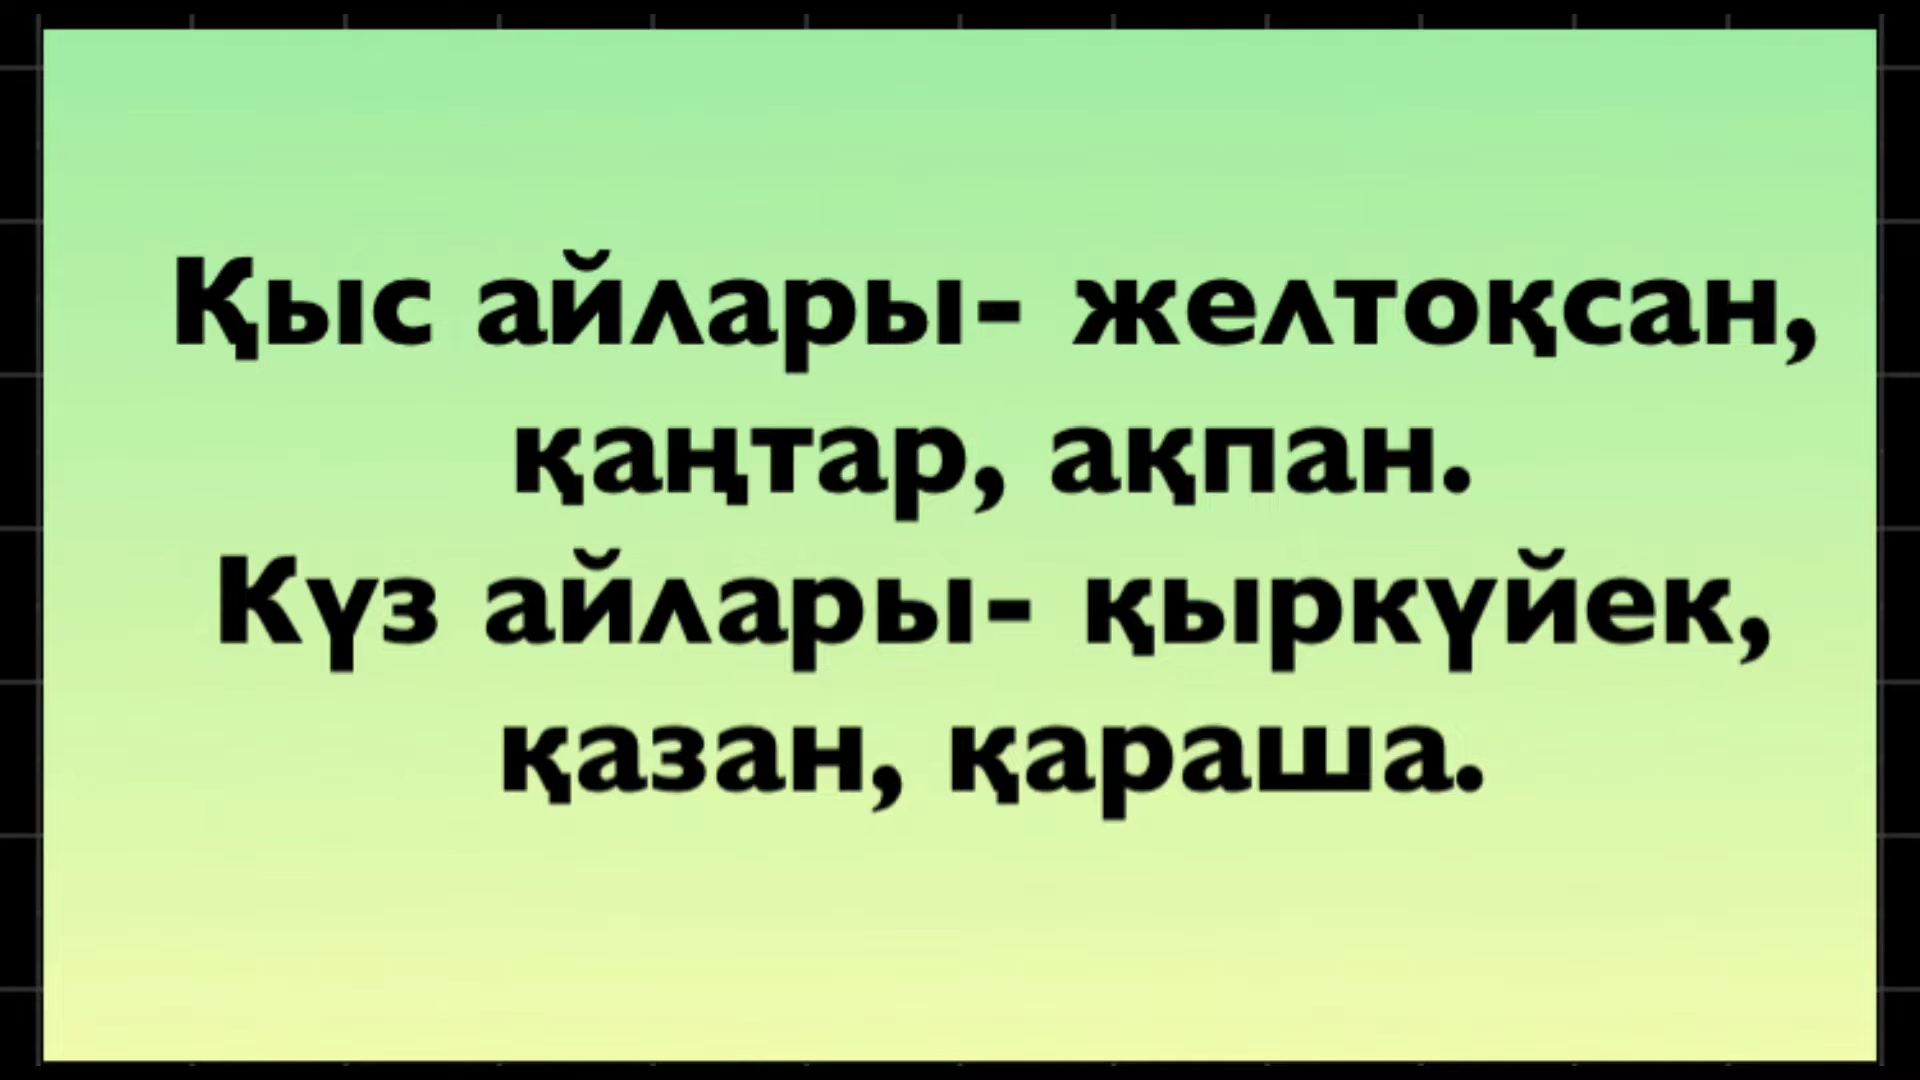 Қыс айлары- желтоқсан,
қаңтар, ақпан.
Күз айлары- қыркүйек,
қазан, қараша.